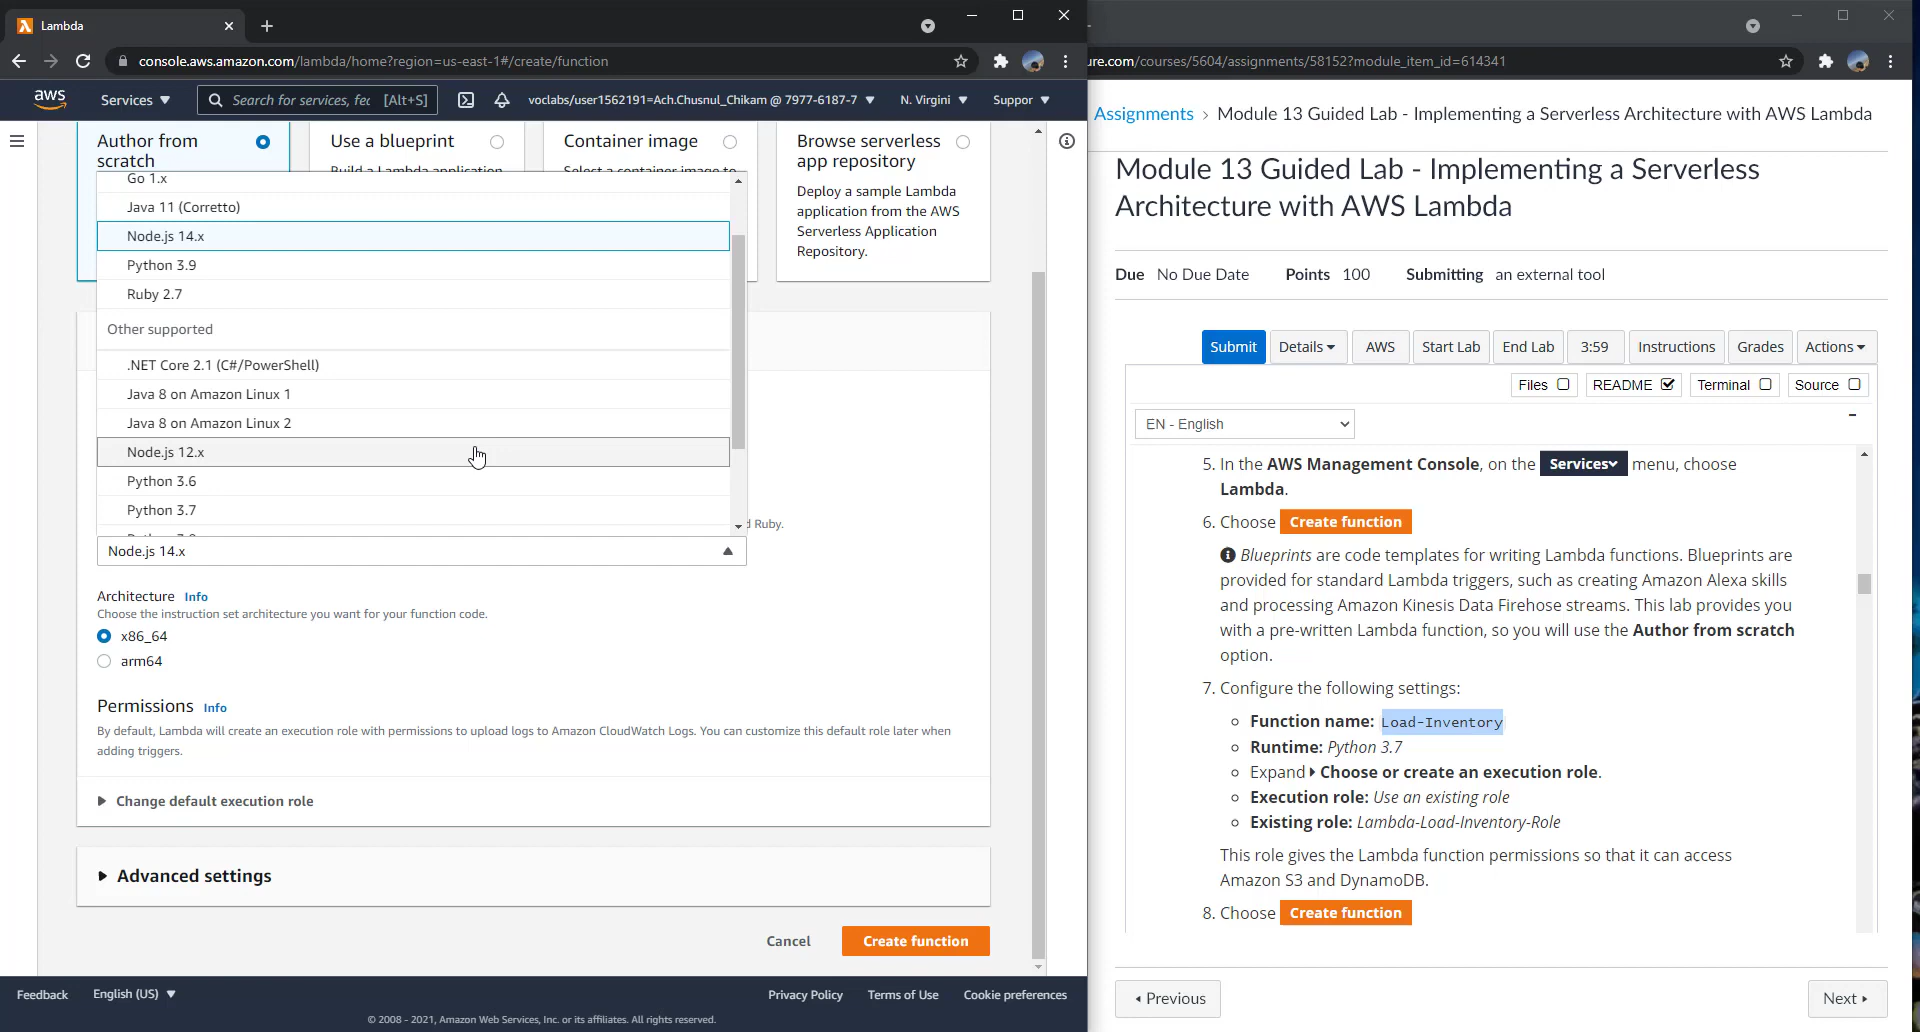 Lambda
console.aws.amazon.com/lambda/home?region=us-east-1#/create/function
aws
Services
Search for services, fec
[Alt+S]
voclabs/user1562191=Ach.Chusnul_Chikam @ 7977-6187-7
N. Virgini
Suppor
Author from
scratch
Use a blueprint
Container image
Browse serverless
app repository
Deploy a sample Lambda
application from the AWS
Serverless Application
Repository.
Go 1.x
Java 11 (Corretto)
Node.js 14.x
Python 3.9
Ruby 2.7
Other supported
.NET Core 2.1 (C#/PowerShell)
Java 8 on Amazon Linux 1
Java 8 on Amazon Linux 2
Node.js 12.x
Python 3.6
Python 3.7
d Ruby.
Node.js 14.x
Architecture Info
Choose the instruction set architecture you want for your function code.
x86_64
arm64
Permissions Info
By default, Lambda will create an execution role with permissions to upload logs to Amazon CloudWatch Logs. You can customize this default role later when
adding triggers.
Change default execution role
Advanced settings
Cancel
Create function
Feedback
English (US)
Privacy Policy
Terms of Use
Cookie preferences
© 2008 - 2021, Amazon Web Services, Inc. or its affiliates. All rights reserved.
ure.com/courses/5604/assignments/58152?module_item_id=614341
Assignments › Module 13 Guided Lab - Implementing a Serverless Architecture with AWS Lambda
Module 13 Guided Lab - Implementing a Serverless
Architecture with AWS Lambda
Due No Due Date
Points 100
Submitting an external tool
Submit
Details
AWS
Start Lab
End Lab
3:59
Instructions
Grades
Actions
Files
README
Terminal
Source
EN - English
5. In the AWS Management Console, on the Services menu, choose
Lambda.
6. Choose Create function
Blueprints are code templates for writing Lambda functions. Blueprints are
provided for standard Lambda triggers, such as creating Amazon Alexa skills
and processing Amazon Kinesis Data Firehose streams. This lab provides you
with a pre-written Lambda function, so you will use the Author from scratch
option.
7. Configure the following settings:
Function name: Load-Inventory
Runtime: Python 3.7
Expand Choose or create an execution role.
Execution role: Use an existing role
Existing role: Lambda-Load-Inventory-Role
This role gives the Lambda function permissions so that it can access
Amazon S3 and DynamoDB.
8. Choose Create function
Previous
Next